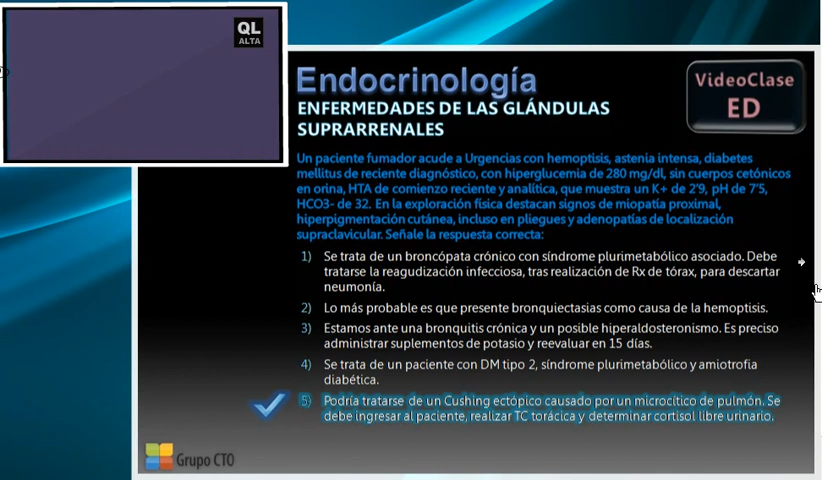 QL
ALTA
Endocrinología
VideoClase
ED
ENFERMEDADES DE LAS GLÁNDULAS
SUPRARRENALES
Un paciente fumador acude a Urgencias con hemoptisis, astenia intensa, diabetes
mellitus de reciente diagnóstico, con hiperglucemia de 280 mg/dl, sin cuerpos cetónicos
en orina, HTA de comienzo reciente y analítica, que muestra un K+ de 2'9, pH de 7'5,
HCO3- de 32. En la exploración física destacan signos de miopatía proximal,
hiperpigmentación cutánea, incluso en pliegues y adenopatías de localización
supraclavicular. Señale la respuesta correcta:
1) Se trata de un broncópata crónico con síndrome plurimetabólico asociado. Debe
tratarse la reagudización infecciosa, tras realización de Rx de tórax, para descartar
neumonía.
2) Lo más probable es que presente bronquiectasias como causa de la hemoptisis.
3) Estamos ante una bronquitis crónica y un posible hiperaldosteronismo. Es preciso
administrar suplementos de potasio y reevaluar en 15 días.
4) Se trata de un paciente con DM tipo 2, síndrome plurimetabólico y amiotrofia
diabética.
5) Podría tratarse de un Cushing ectópico causado por un microcítico de pulmón. Se
debe ingresar al paciente, realizar TC torácica y determinar cortisol libre urinario.
Grupo CTO